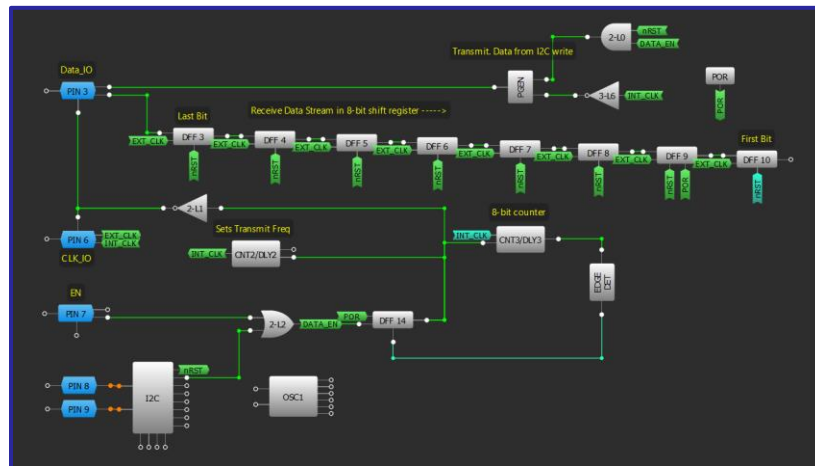 nRST
2-L0
DATA_EN
Transmit. Data from I2C write
Data_IO
PIN 3
PGEN
3-L6
INT_CLK
POR
POR
Last Bit
Receive Data Stream in 8-bit shift register ----->
First Bit
EXT_CLK
DFF 3
EXT_CLK
DFF 4
EXT_CLK
DFF 5
EXT_CLK
DFF 6
EXT_CLK
DFF 7
EXT_CLK
DFF 8
EXT_CLK
DFF 9
EXT_CLK
DFF 10
nRST
nRST
nRST
nRST
nRST
nRST
nRST
POR
nRST
2-L1
8-bit counter
Sets Transmit Freq
PIN 6
EXT_CLK
INT_CLK
CLK_IO
INT_CLK
CNT2/DLY2
INT_CLK
CNT3/DLY3
EDGE DET
EN
PIN 7
2-L2
DATA_EN
POR
DFF 14
nRST
PIN 8
PIN 9
I2C
OSC1